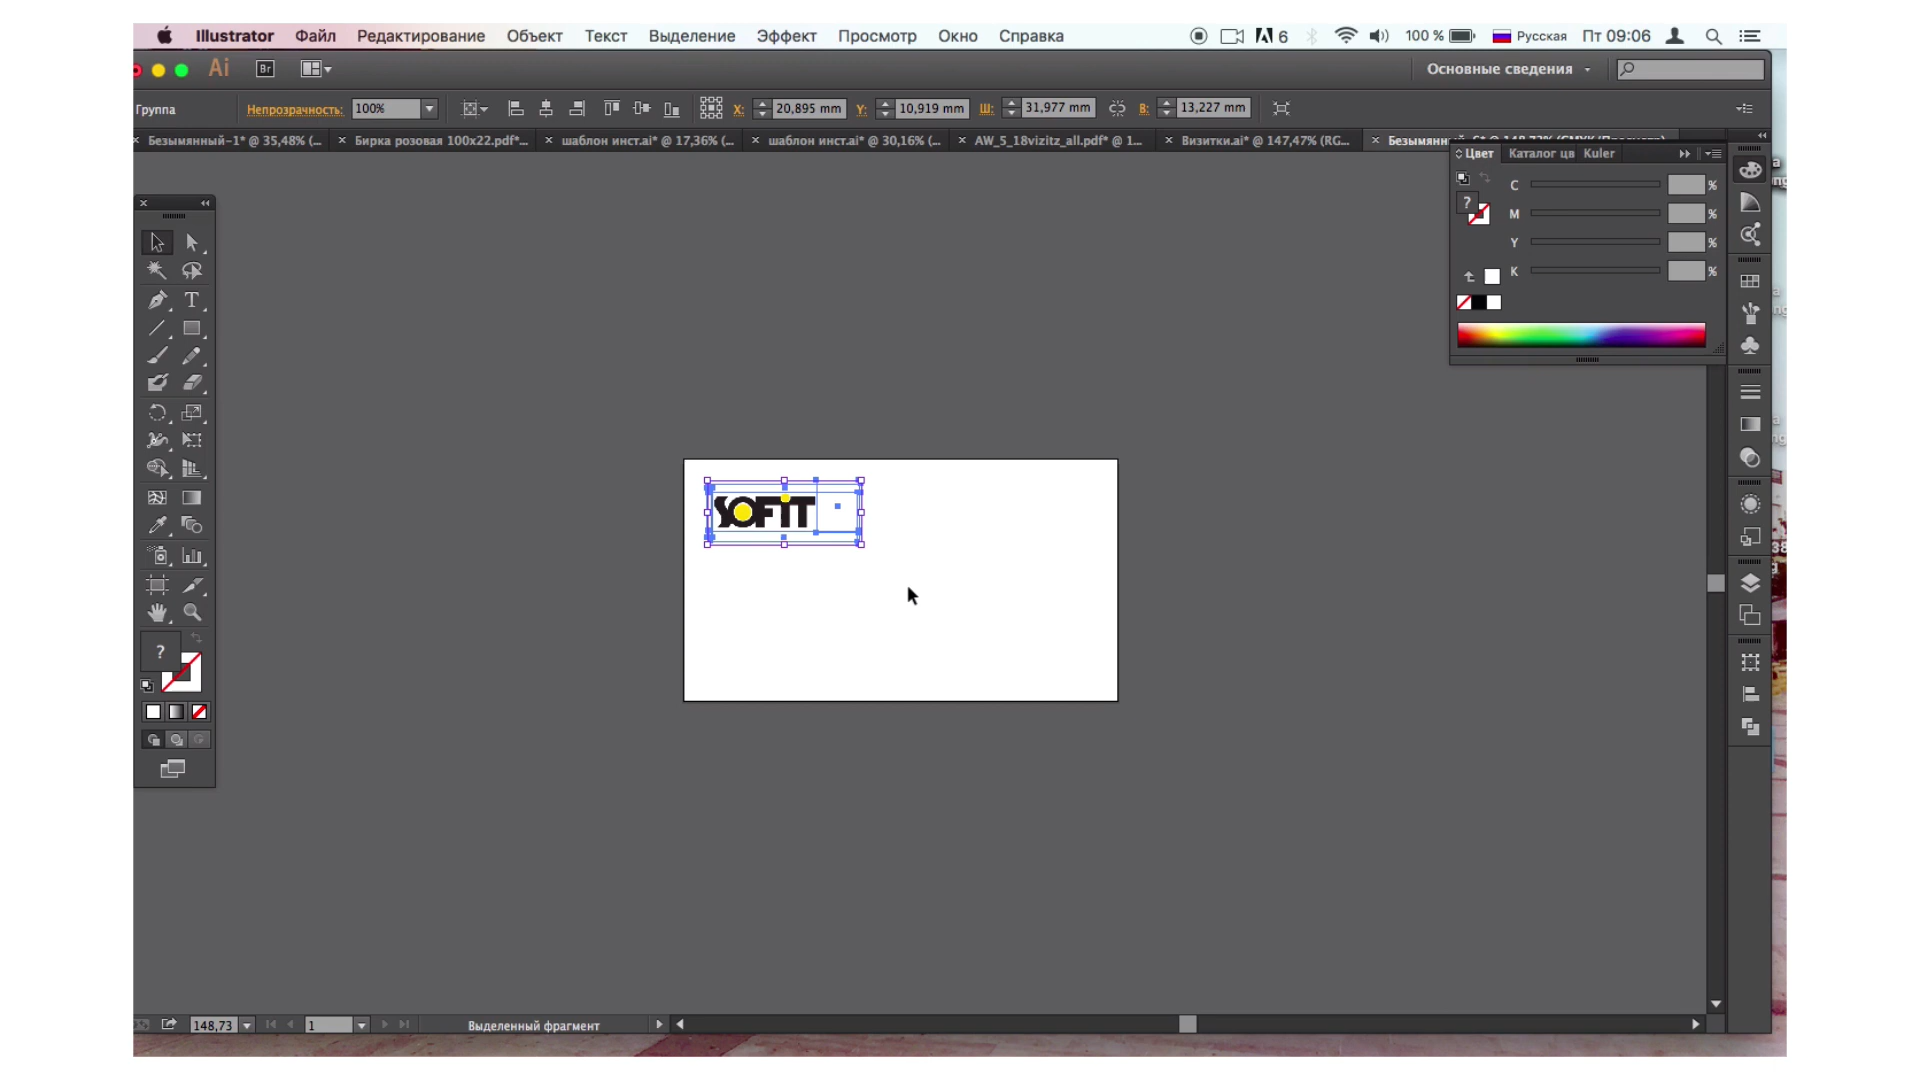 Illustrator Файл Редактирование Объект Текст Выделение Эффект Просмотр Окно Справка 6 100 % Русская Пт 09:06
Ai Br Основные сведения
Группа Непрозрачность: 100% X: 20,895 mm Y: 10,919 mm Ш: 31,977 mm В: 13,227 mm
Безымянный-1* @ 35,48% (... Бирка розовая 100x22.pdf*... шаблон инст.ai* @ 17,36% (... шаблон инст.ai* @ 30,16% (... AW_5_18vizitz_all.pdf* @ 1... Визитки.ai* @ 147,47% (RG...
Цвет Каталог цв Kuler
C %
? M %
Y %
K %
SOFIT
?
148,73 1 Выделенный фрагмент